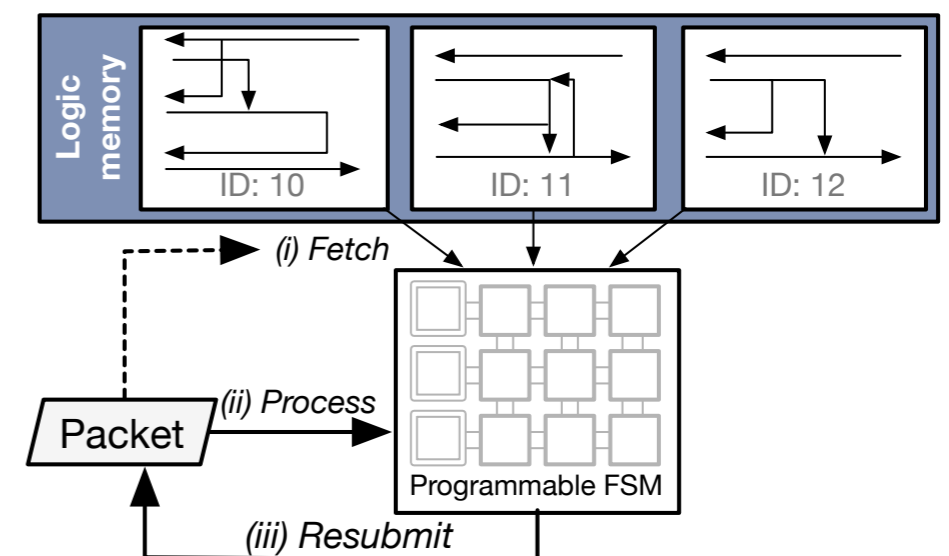 Logic
memory
ID: 10
ID: 11
ID: 12
(i) Fetch
(ii) Process
Packet
Programmable FSM
(iii) Resubmit